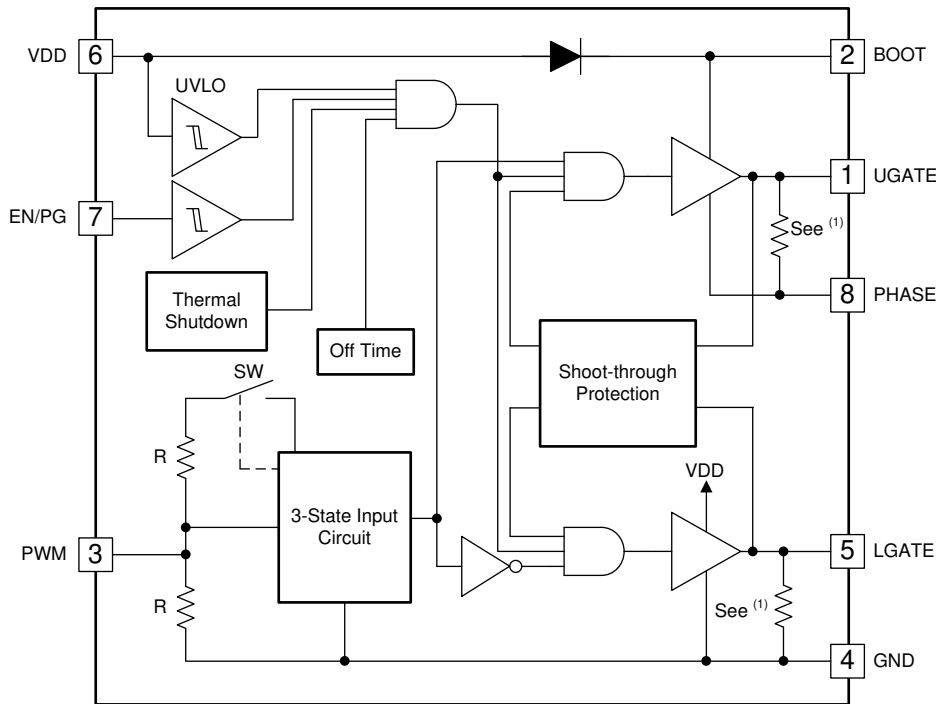 VDD 6
2 BOOT
UVLO
1 UGATE
EN/PG 7
See (1)
Thermal
Shutdown
8 PHASE
Off Time
Shoot-through
Protection
SW
R
VDD
3-State Input
Circuit
PWM 3
5 LGATE
R
See (1)
4 GND